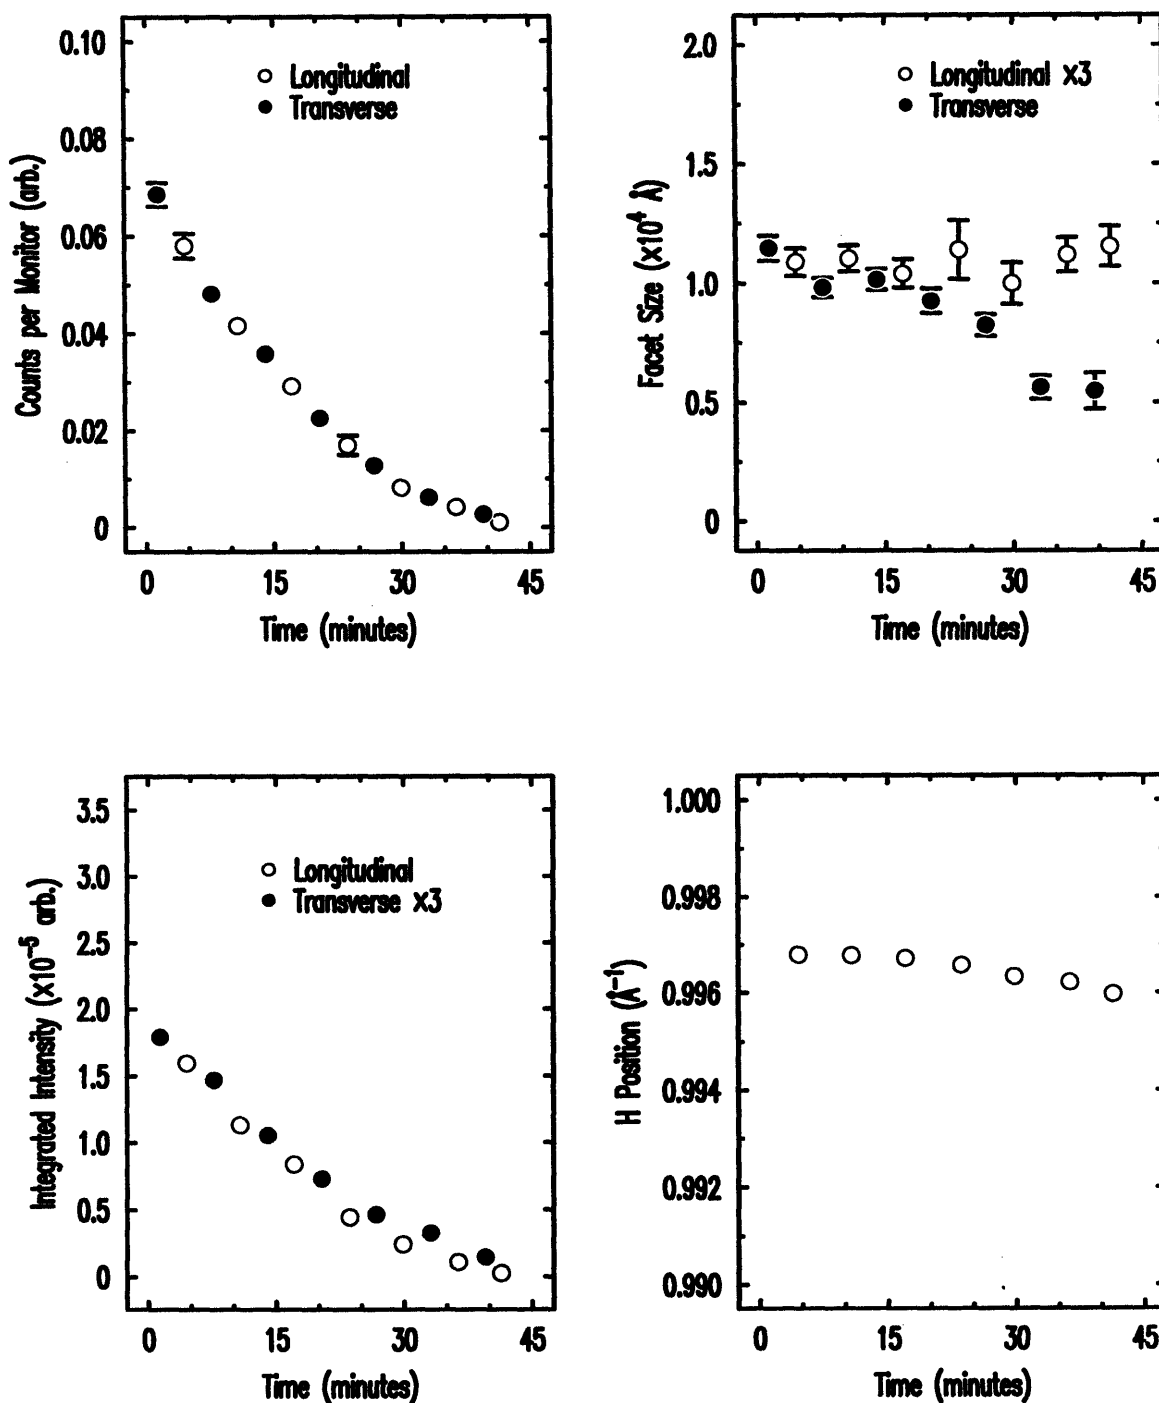 0.10
0.08
0.06
0.04
0.02
0
Counts per Monitor (arb.)
Longitudinal
Transverse
0 15 30 45
Time (minutes)
2.0
1.5
1.0
0.5
0
Facet Size (×10⁴ Å)
Longitudinal ×3
Transverse
0 15 30 45
Time (minutes)
3.5
3.0
2.5
2.0
1.5
1.0
0.5
0
Integrated Intensity (×10⁻⁵ arb.)
Longitudinal
Transverse ×3
0 15 30 45
Time (minutes)
1.000
0.998
0.996
0.994
0.992
0.990
H Position (Å⁻¹)
0 15 30 45
Time (minutes)